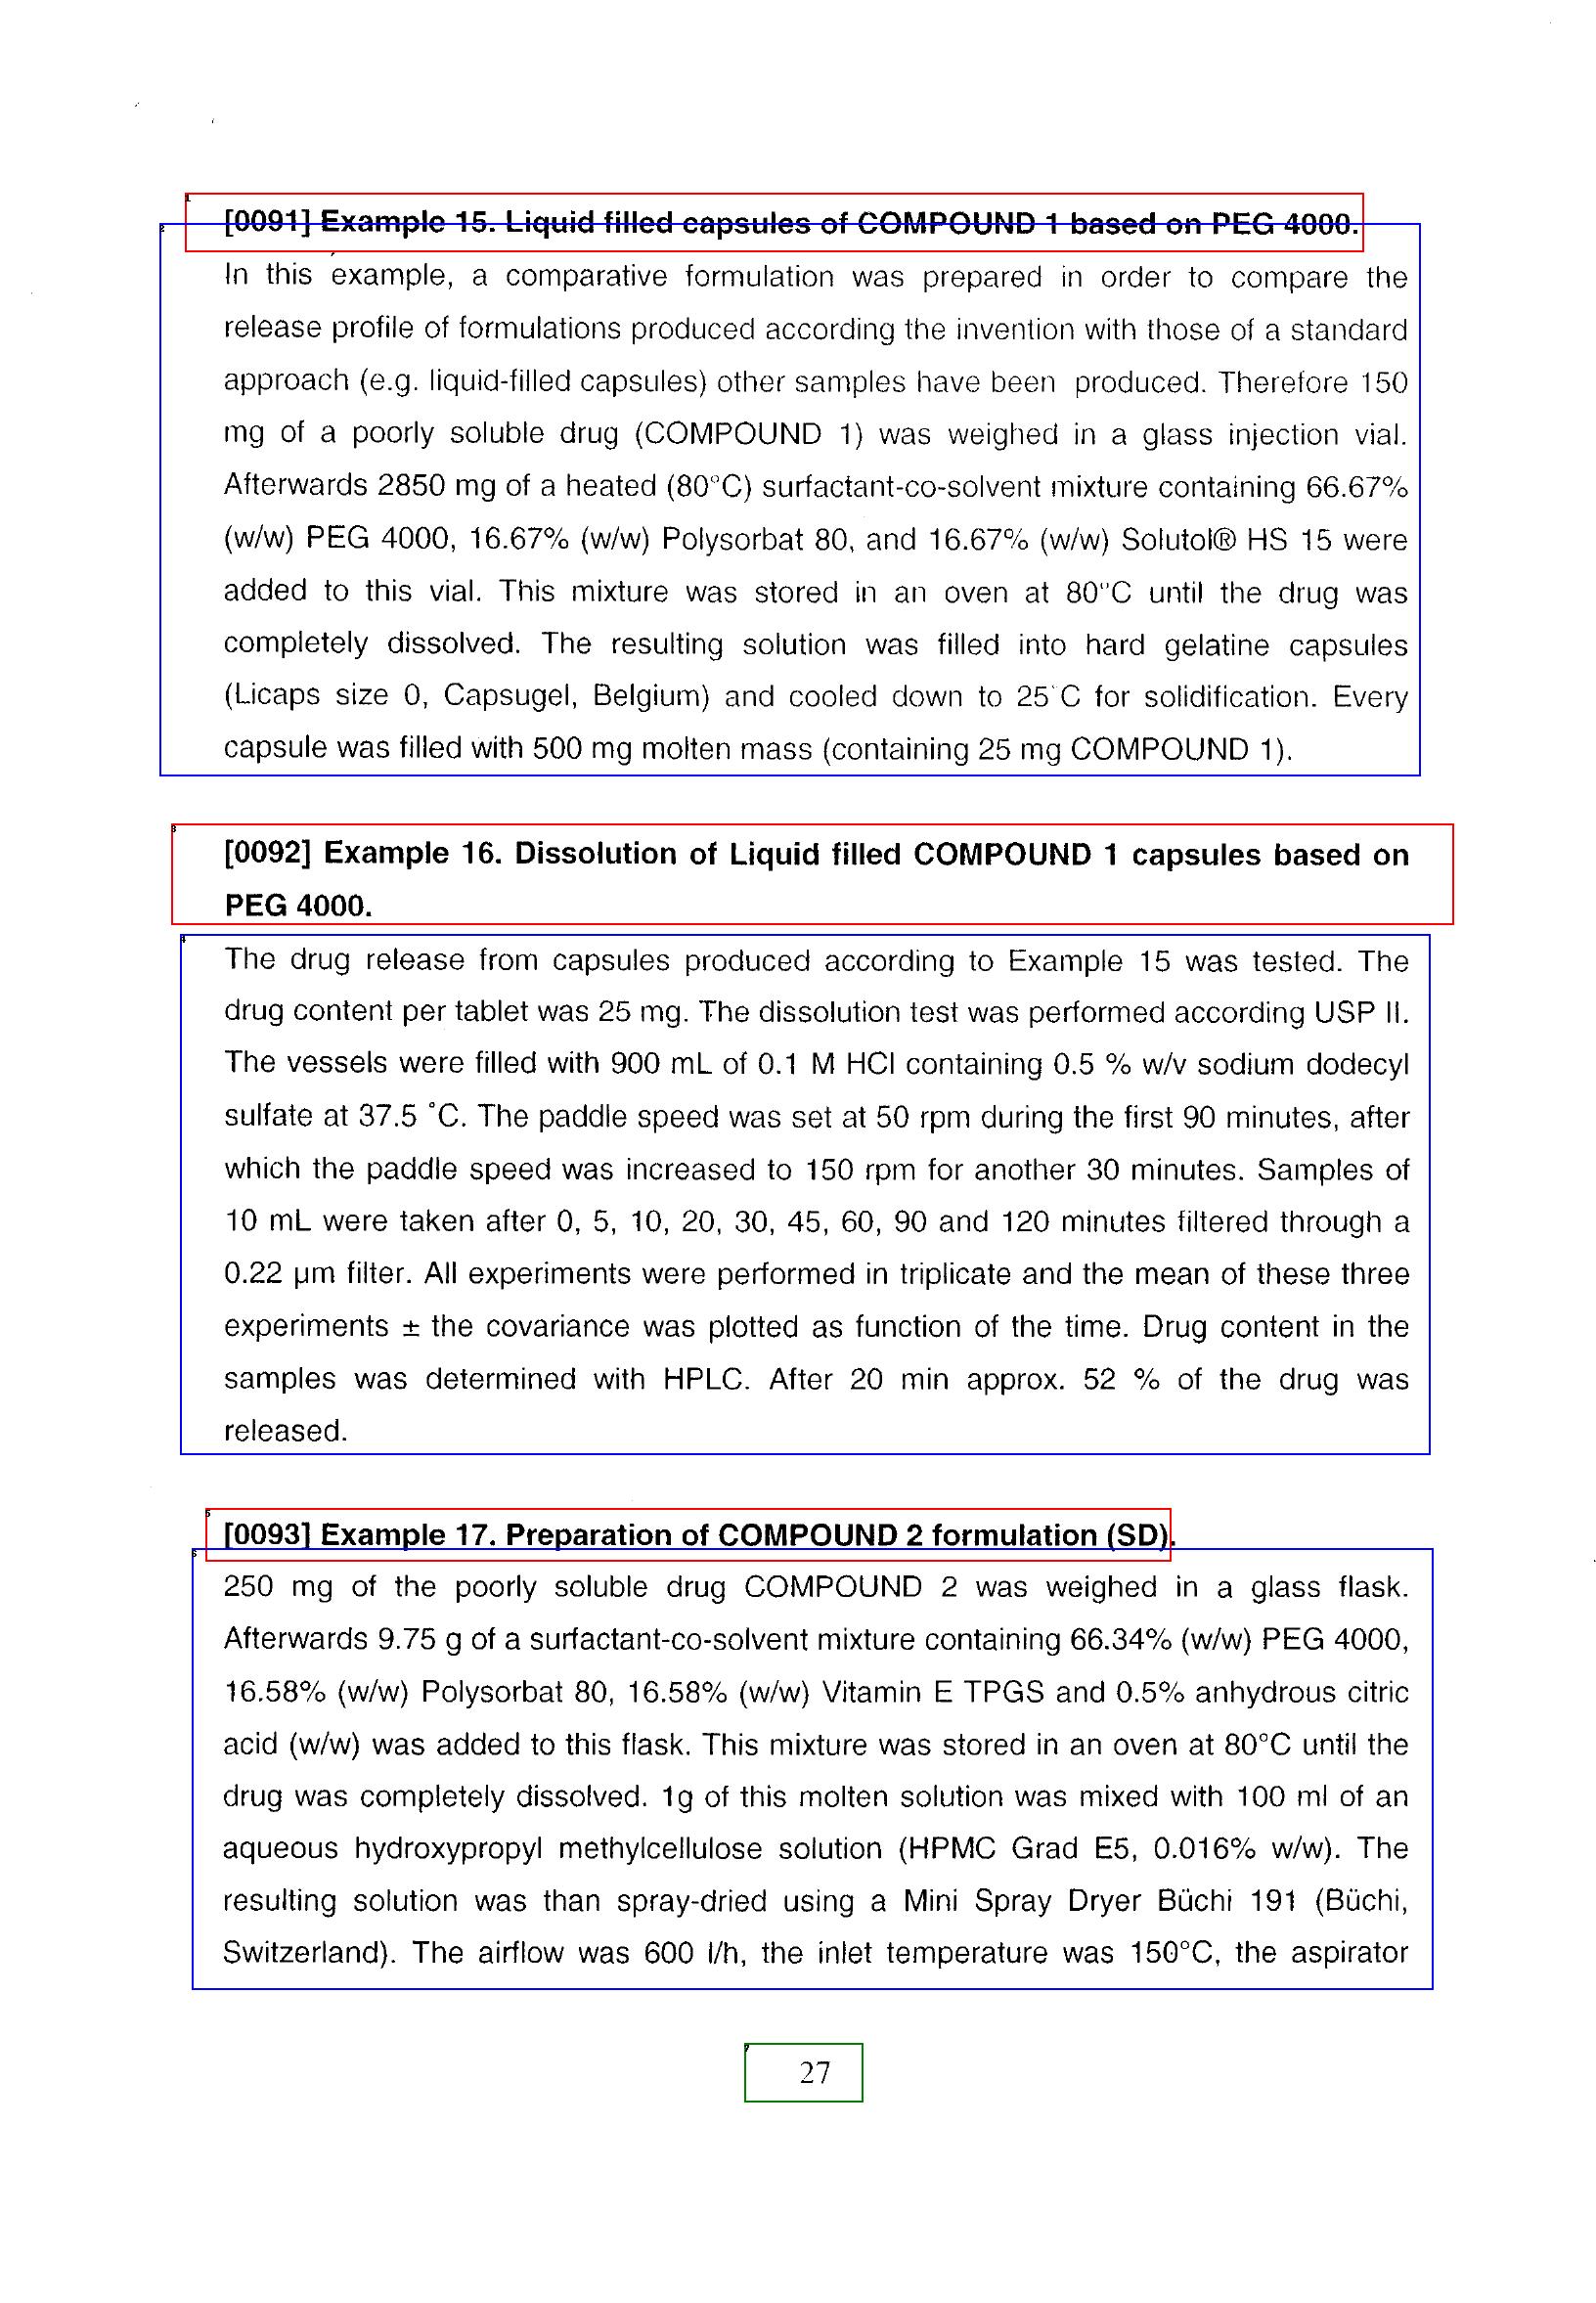 [0091] Example 15. Liquid filled capsules of COMPOUND 1 based on PEG 4000.
In this example, a comparative formulation was prepared in order to compare the
release profile of formulations produced according the invention with those of a standard
approach (e.g. liquid-filled capsules) other samples have been produced. Therefore 150
mg of a poorly soluble drug (COMPOUND 1) was weighed in a glass injection vial.
Afterwards 2850 mg of a heated (80°C) surfactant-co-solvent mixture containing 66.67%
(w/w) PEG 4000, 16.67% (w/w) Polysorbat 80, and 16.67% (w/w) Solutol® HS 15 were
added to this vial. This mixture was stored in an oven at 80°C until the drug was
completely dissolved. The resulting solution was filled into hard gelatine capsules
(Licaps size 0, Capsugel, Belgium) and cooled down to 25°C for solidification. Every
capsule was filled with 500 mg molten mass (containing 25 mg COMPOUND 1).
[0092] Example 16. Dissolution of Liquid filled COMPOUND 1 capsules based on
PEG 4000.
The drug release from capsules produced according to Example 15 was tested. The
drug content per tablet was 25 mg. The dissolution test was performed according USP II.
The vessels were filled with 900 mL of 0.1 M HCl containing 0.5 % w/v sodium dodecyl
sulfate at 37.5 °C. The paddle speed was set at 50 rpm during the first 90 minutes, after
which the paddle speed was increased to 150 rpm for another 30 minutes. Samples of
10 mL were taken after 0, 5, 10, 20, 30, 45, 60, 90 and 120 minutes filtered through a
0.22 µm filter. All experiments were performed in triplicate and the mean of these three
experiments ± the covariance was plotted as function of the time. Drug content in the
samples was determined with HPLC. After 20 min approx. 52 % of the drug was
released.
[0093] Example 17. Preparation of COMPOUND 2 formulation (SD).
250 mg of the poorly soluble drug COMPOUND 2 was weighed in a glass flask.
Afterwards 9.75 g of a surfactant-co-solvent mixture containing 66.34% (w/w) PEG 4000,
16.58% (w/w) Polysorbat 80, 16.58% (w/w) Vitamin E TPGS and 0.5% anhydrous citric
acid (w/w) was added to this flask. This mixture was stored in an oven at 80°C until the
drug was completely dissolved. 1g of this molten solution was mixed with 100 ml of an
aqueous hydroxypropyl methylcellulose solution (HPMC Grad E5, 0.016% w/w). The
resulting solution was than spray-dried using a Mini Spray Dryer Büchi 191 (Büchi,
Switzerland). The airflow was 600 l/h, the inlet temperature was 150°C, the aspirator
27